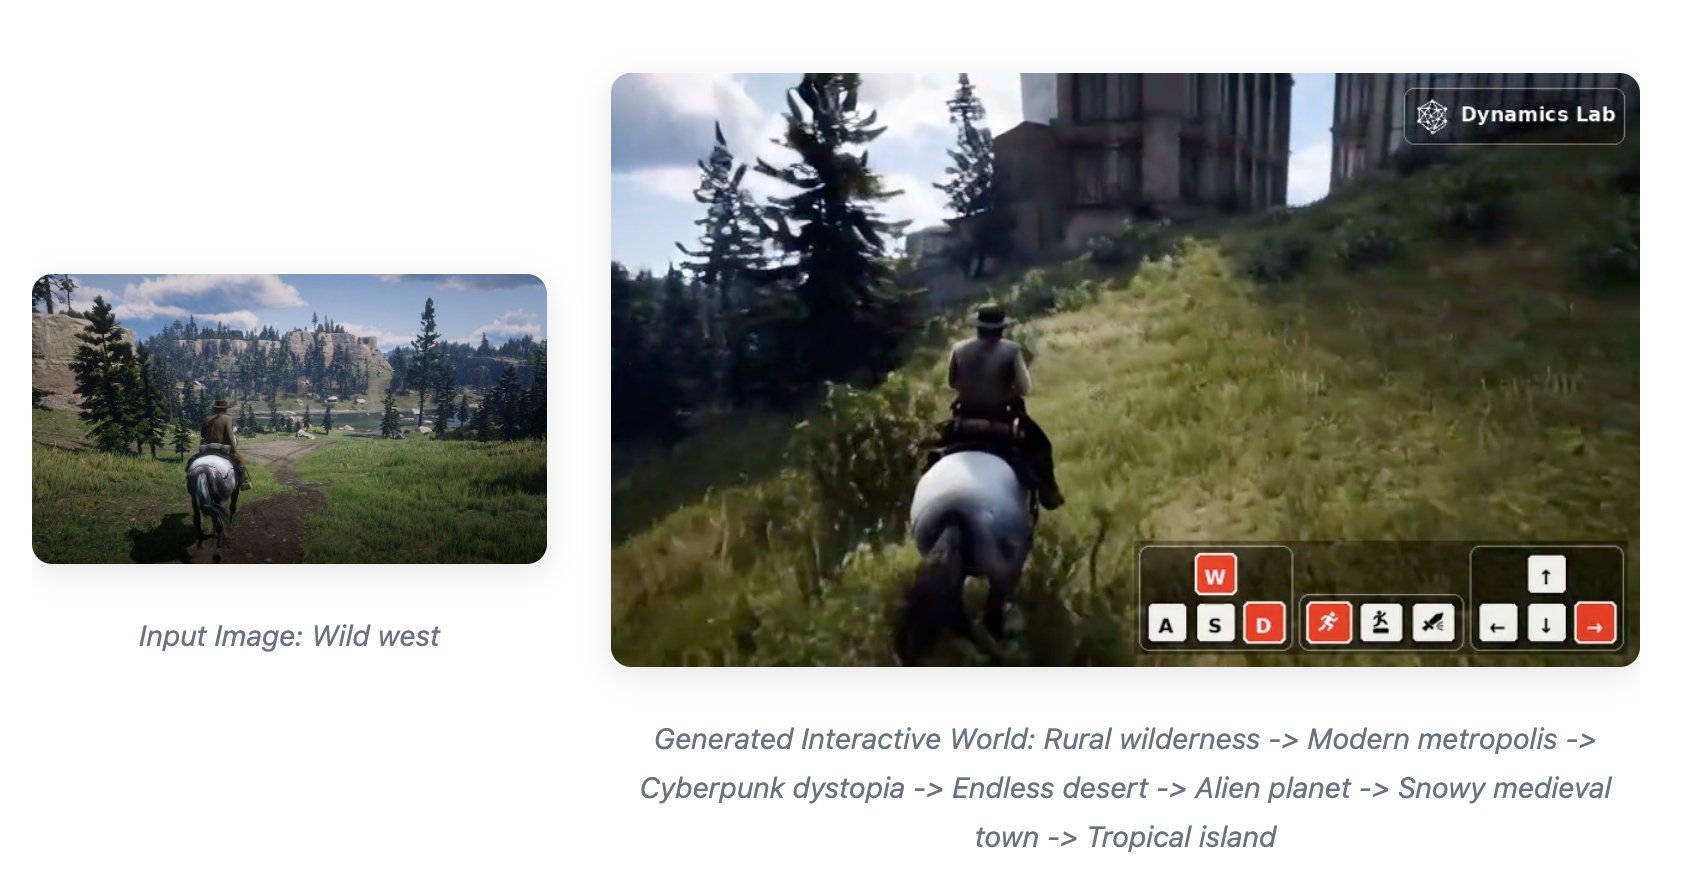 Input Image: Wild west
Dynamics Lab
W
A S D
← ↓ →
↑
Generated Interactive World: Rural wilderness -> Modern metropolis ->
Cyberpunk dystopia -> Endless desert -> Alien planet -> Snowy medieval
town -> Tropical island